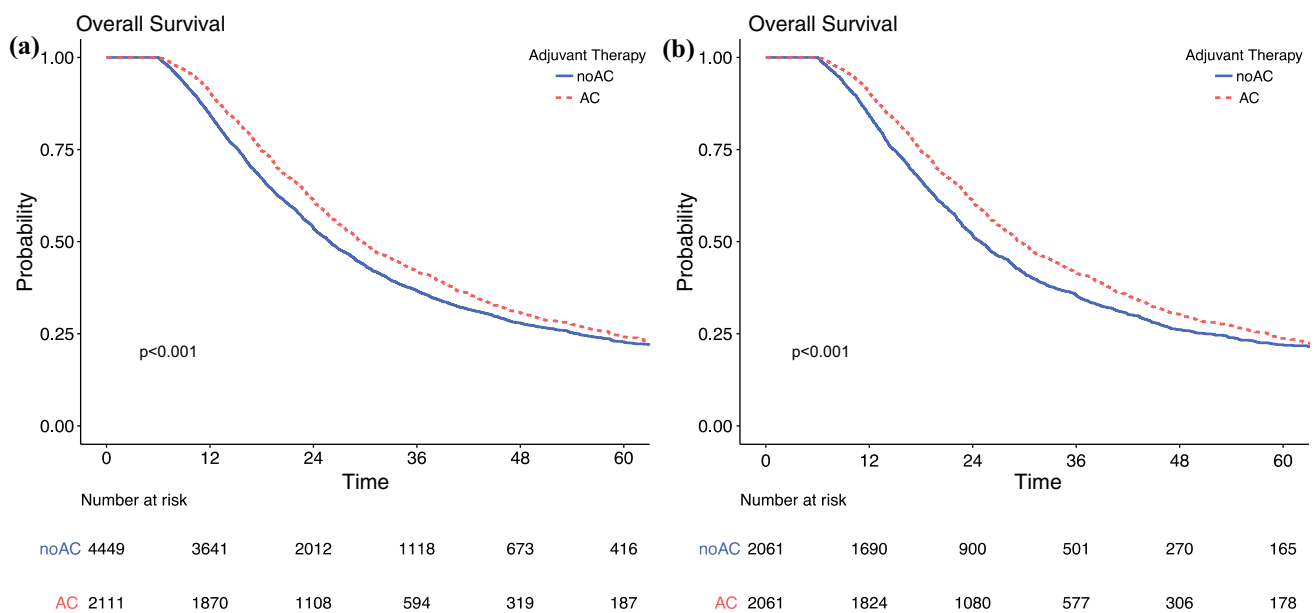 (a)
Overall Survival
Adjuvant Therapy
noAC
AC
Probability
1.00
0.75
0.50
0.25
0.00
p<0.001
0 12 24 36 48 60
Time
Number at risk
noAC 4449 3641 2012 1118 673 416
AC 2111 1870 1108 594 319 187
(b)
Overall Survival
Adjuvant Therapy
noAC
AC
Probability
1.00
0.75
0.50
0.25
0.00
p<0.001
0 12 24 36 48 60
Time
Number at risk
noAC 2061 1690 900 501 270 165
AC 2061 1824 1080 577 306 178